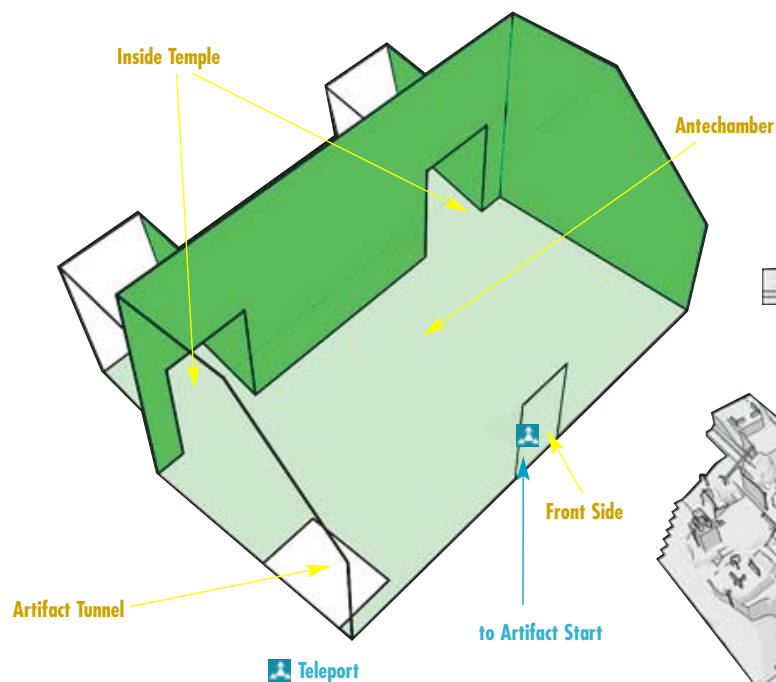 Inside Temple
Antechamber
Front Side
Artifact Tunnel
to Artifact Start
Teleport